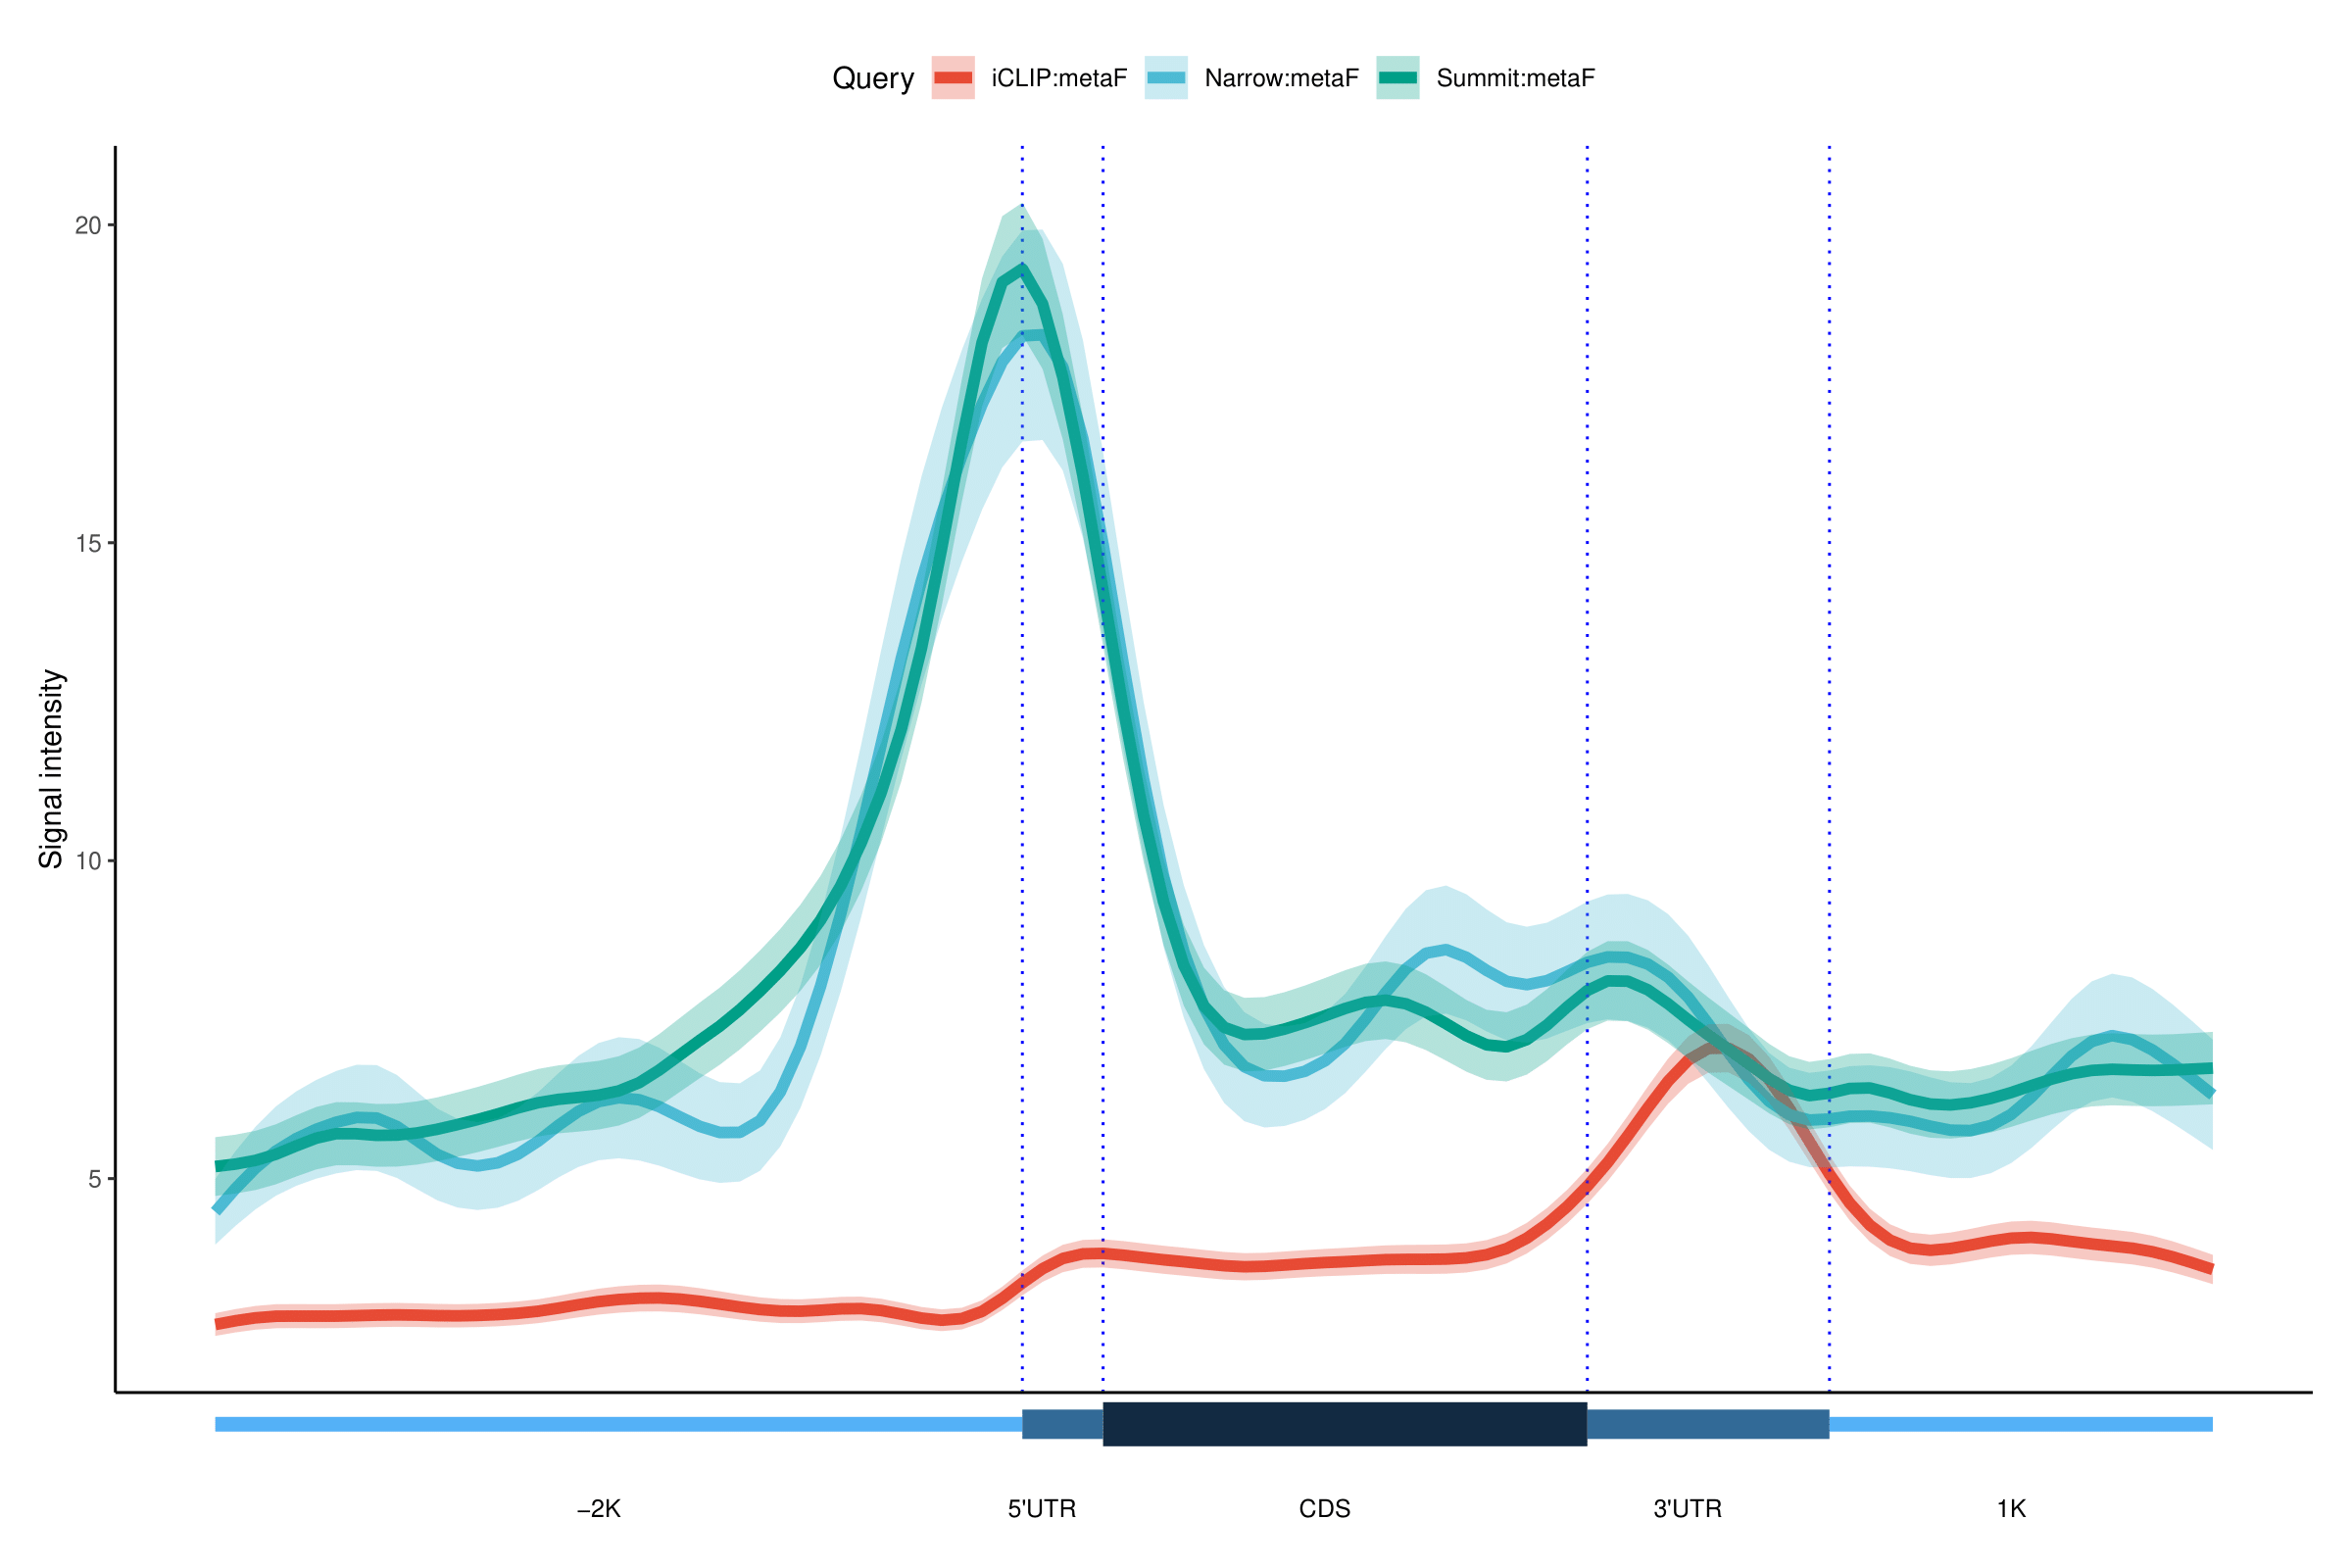 Query iCLIP:metaF Narrow:metaF Summit:metaF
Signal intensity
20
15
10
5
−2K 5'UTR CDS 3'UTR 1K